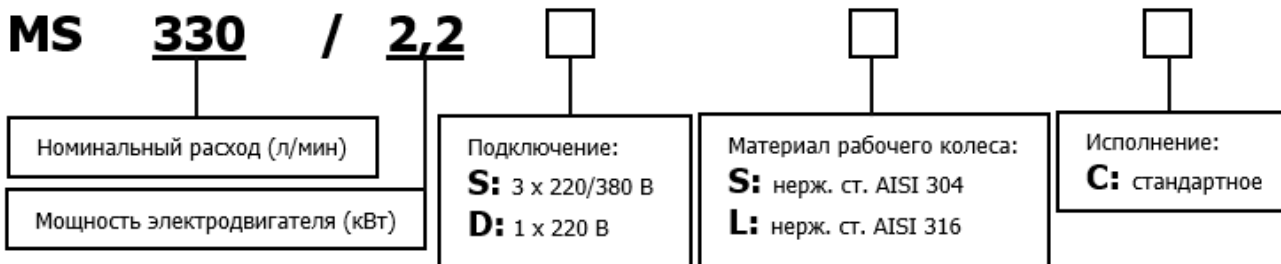 MS 330 / 2,2
Номинальный расход (л/мин)
Мощность электродвигателя (кВт)
Подключение:
S: 3 x 220/380 В
D: 1 x 220 В
Материал рабочего колеса:
S: нерж. ст. AISI 304
L: нерж. ст. AISI 316
Исполнение:
C: стандартное